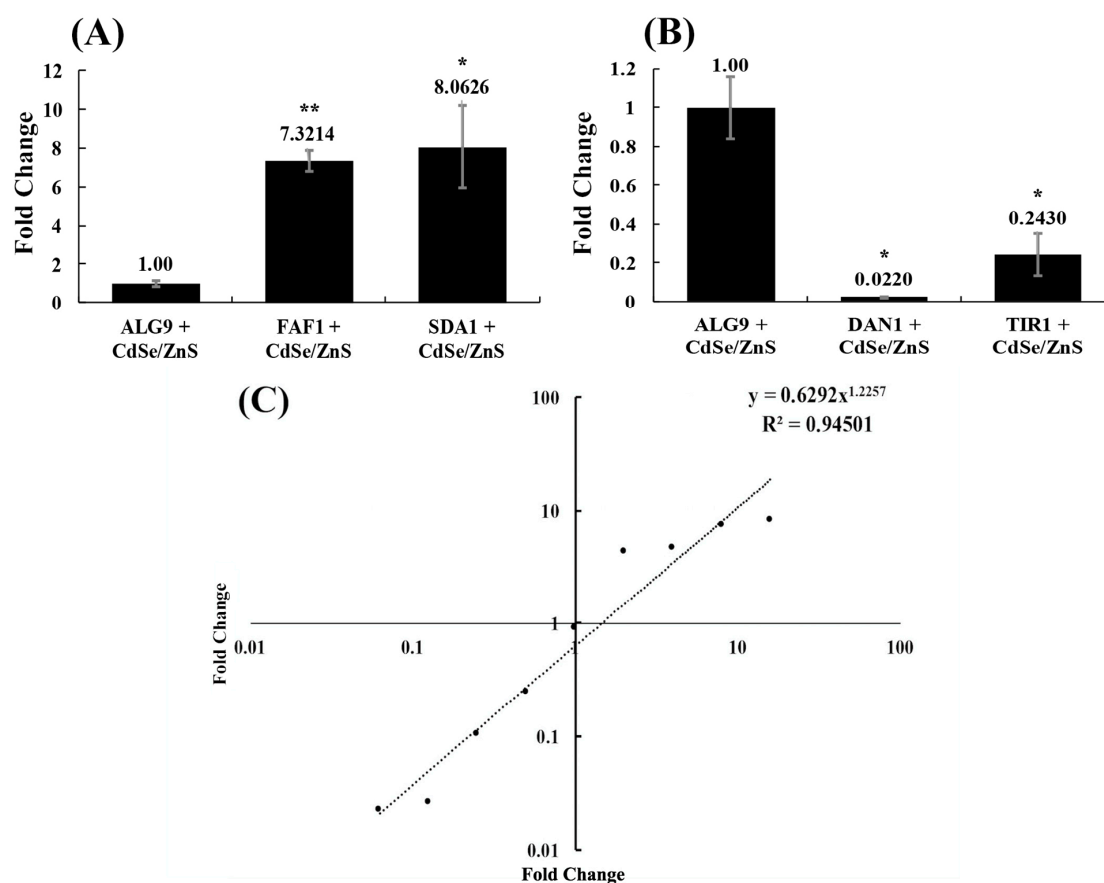 (A)
12
10
8
6
4
2
0
Fold Change
1.00
**
7.3214
*
8.0626
ALG9 +
CdSe/ZnS
FAF1 +
CdSe/ZnS
SDA1 +
CdSe/ZnS
(B)
1.2
1
0.8
0.6
0.4
0.2
0
Fold Change
1.00
*
0.0220
*
0.2430
ALG9 +
CdSe/ZnS
DAN1 +
CdSe/ZnS
TIR1 +
CdSe/ZnS
(C)
y = 0.6292x^1.2257
R² = 0.94501
100
10
1
0.1
0.01
0.01
0.1
1
10
100
Fold Change
Fold Change